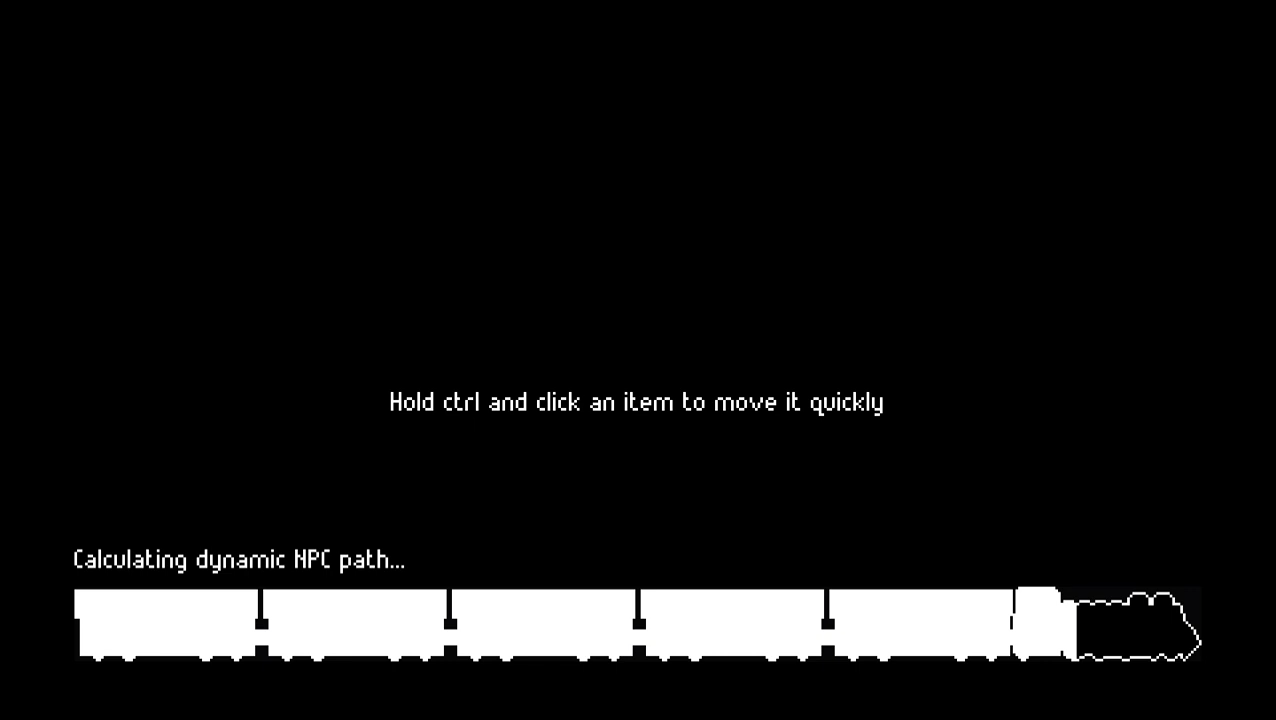 Hold ctrl and click an item to move it quickly
Calculating dynamic NPC path...